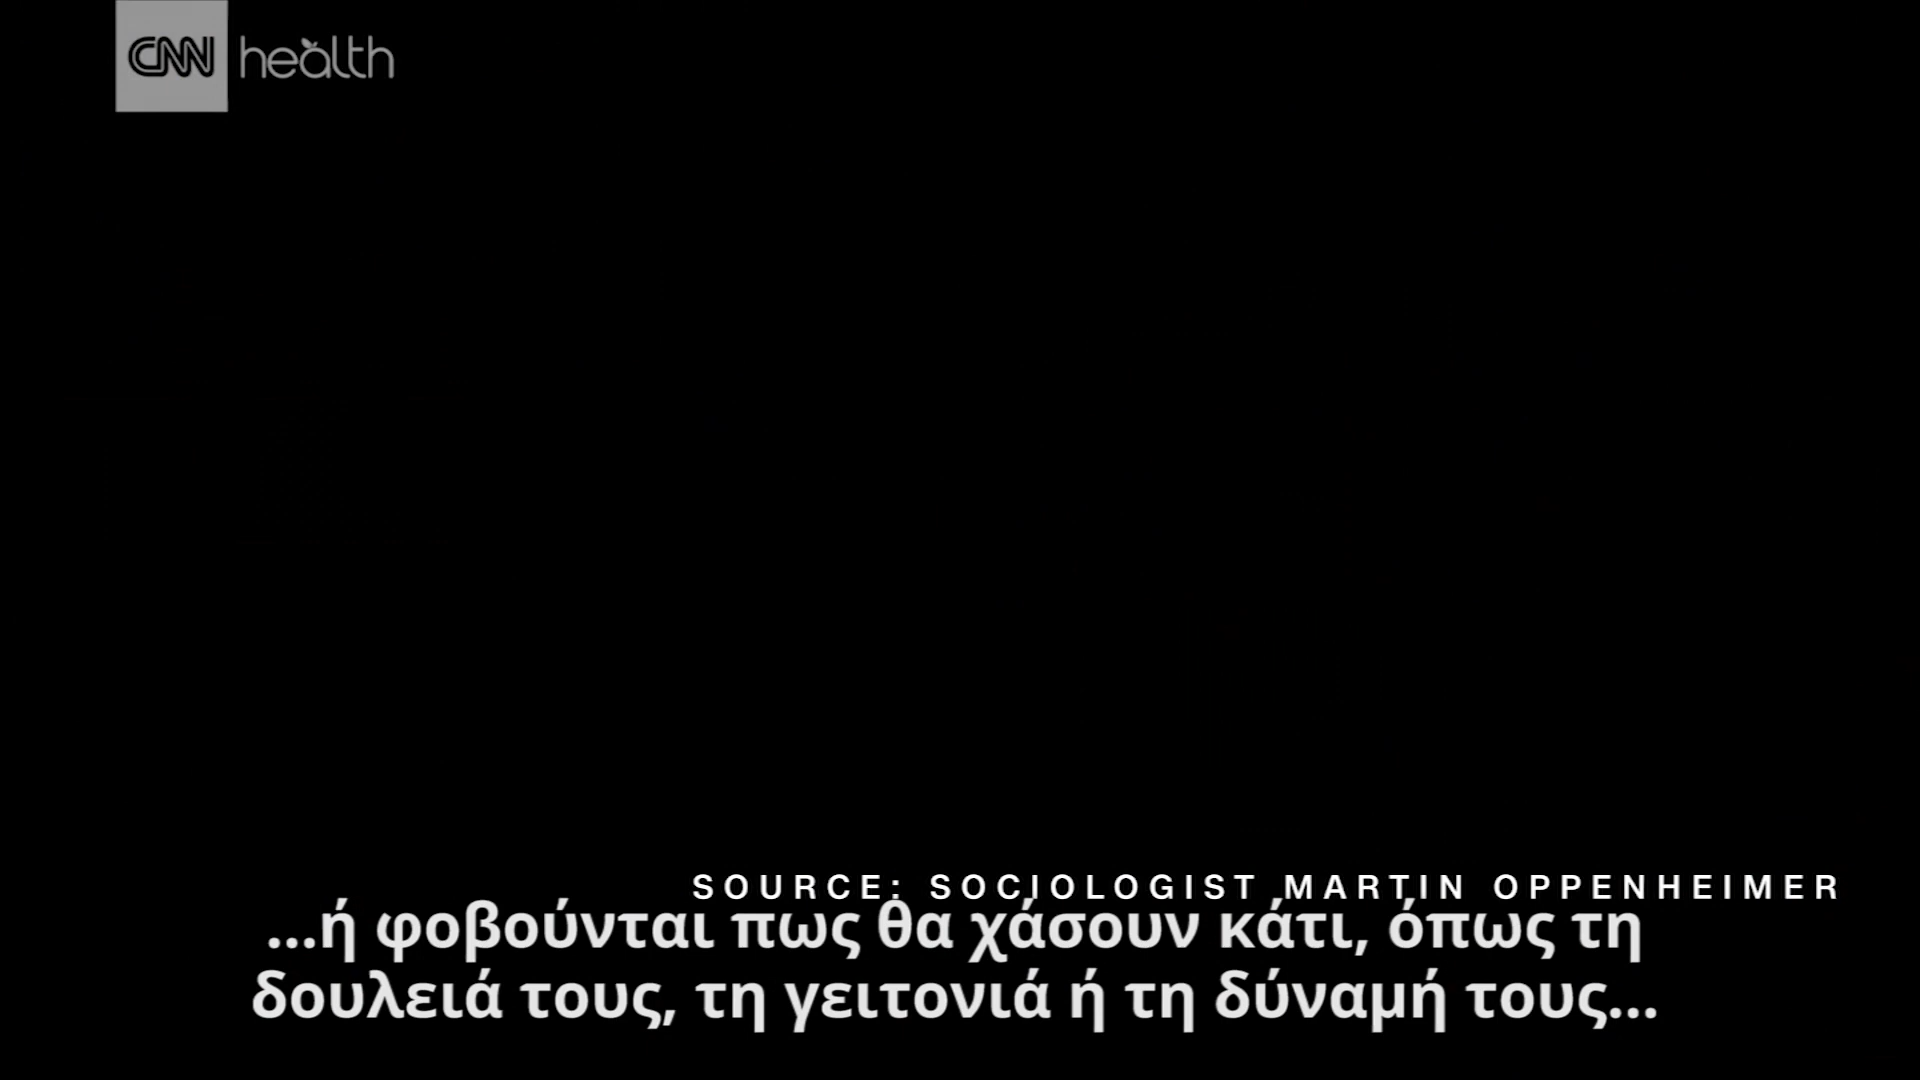 CNN health
SOURCE: SOCIOLOGIST MARTIN OPPENHEIMER
...ή φοβούνται πως θα χάσουν κάτι, όπως τη
δουλειά τους, τη γειτονιά ή τη δύναμή τους...